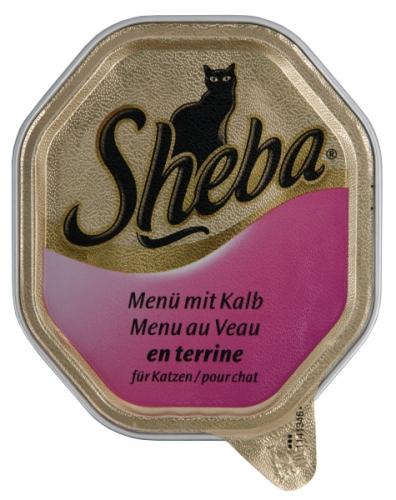 Sheba®
Menü mit Kalb
Menu au Veau
en terrine
für Katzen/pour chat